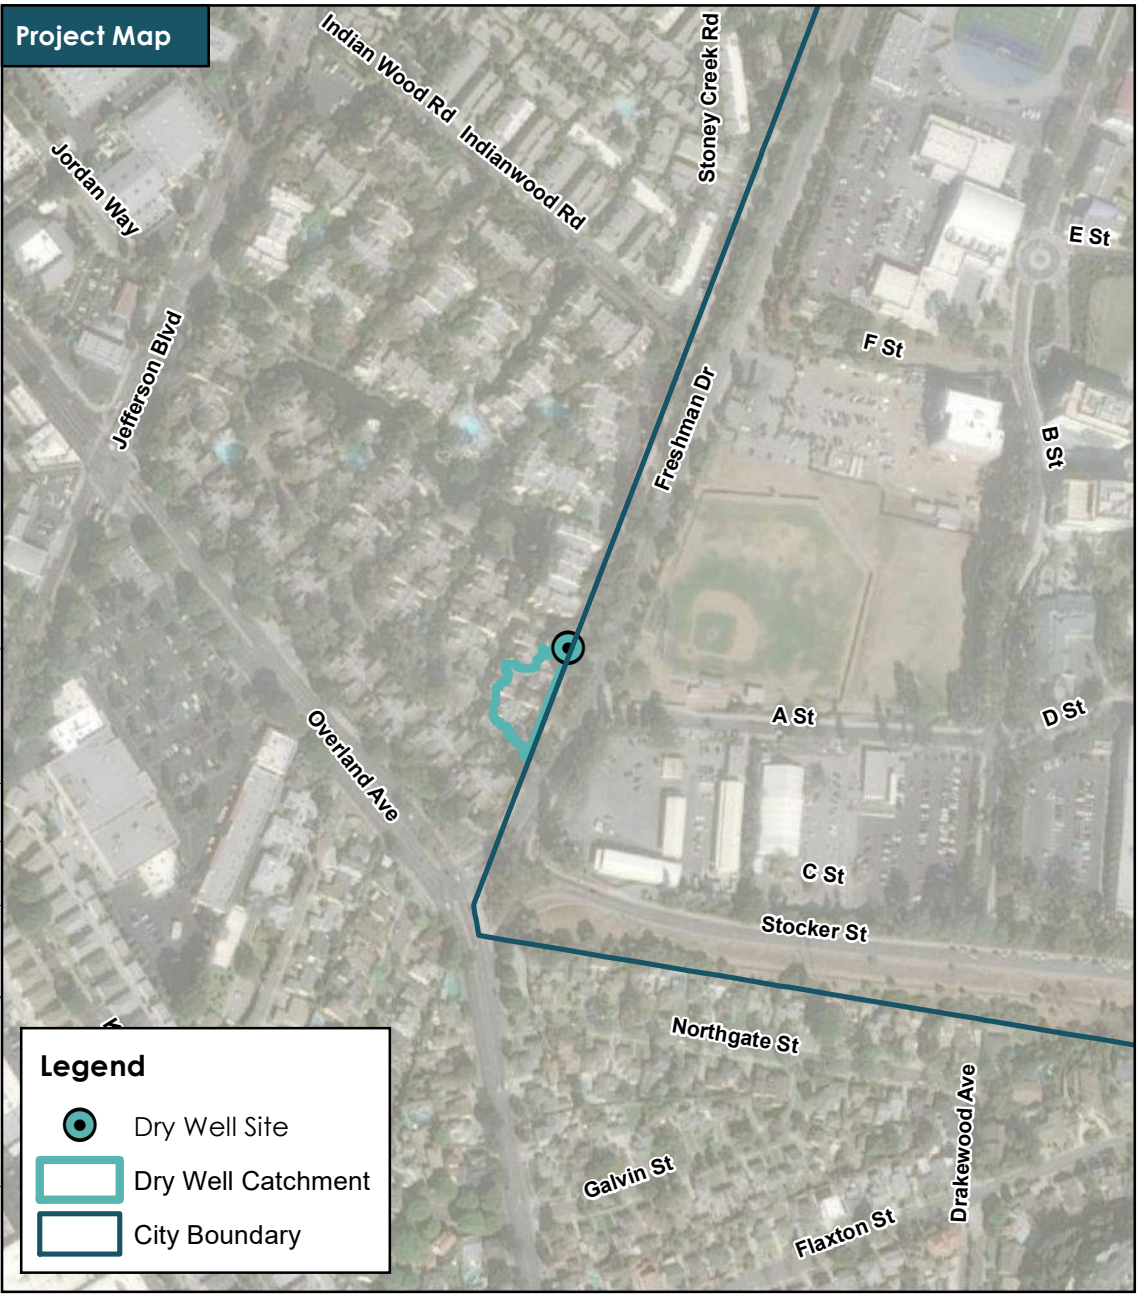 Project Map
Indian Wood Rd
Indianwood Rd
Stoney Creek Rd
Jordan Way
E St
Jefferson Blvd
F St
Freshman Dr
B St
A St
D St
Overland Ave
C St
Stocker St
Northgate St
Drakewood Ave
Galvin St
Flaxton St
Legend
Dry Well Site
Dry Well Catchment
City Boundary